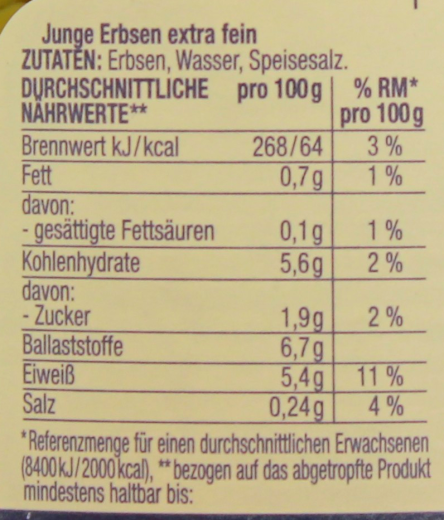 Junge Erbsen extra fein
ZUTATEN: Erbsen, Wasser, Speisesalz.
DURCHSCHNITTLICHE pro 100g % RM*
NÄHRWERTE** pro 100g
Brennwert kJ/kcal 268/64 3 %
Fett 0,7g 1 %
davon:
- gesättigte Fettsäuren 0,1g 1 %
Kohlenhydrate 5,6g 2 %
davon:
- Zucker 1,9g 2 %
Ballaststoffe 6,7g
Eiweiß 5,4g 11 %
Salz 0,24g 4 %
*Referenzmenge für einen durchschnittlichen Erwachsenen
(8400kJ/2000kcal), **bezogen auf das abgetropfte Produkt
mindestens haltbar bis: